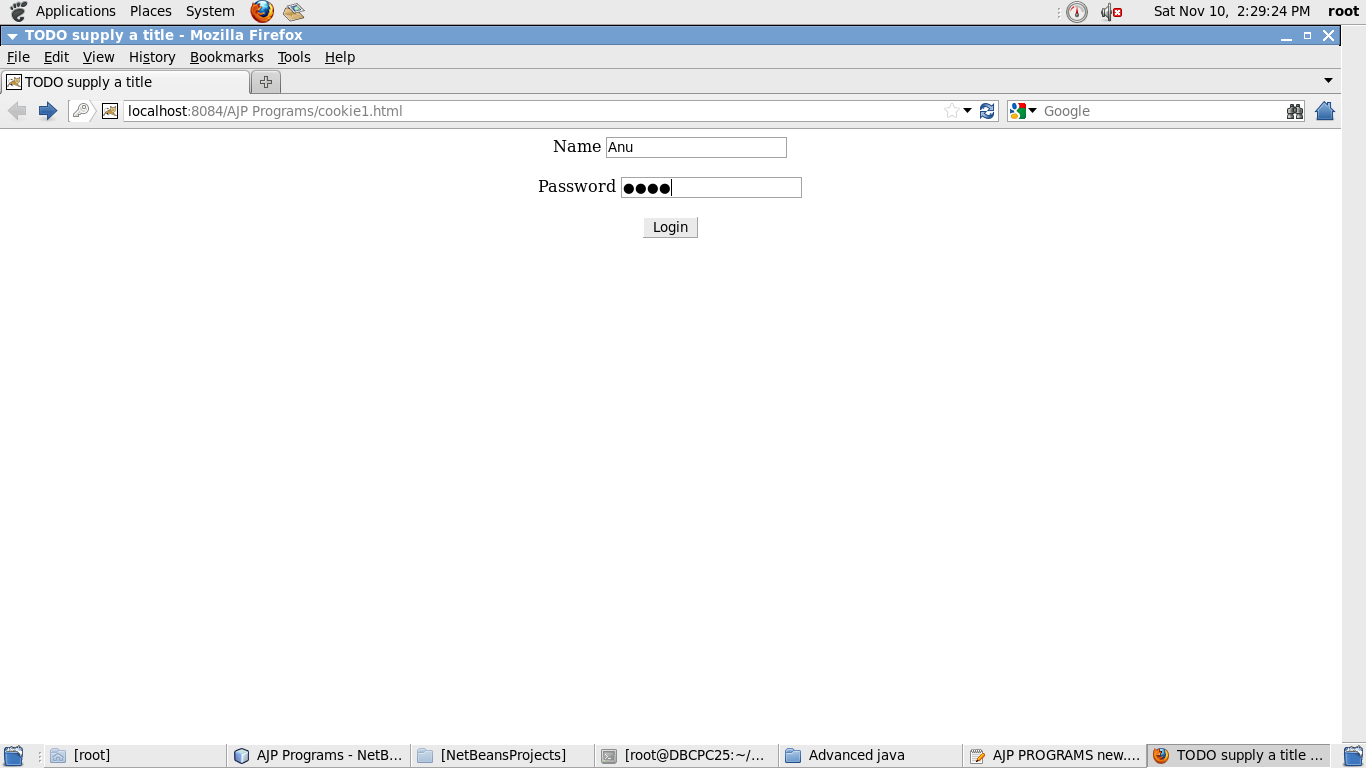 Applications Places System Sat Nov 10, 2:29:24 PM root
TODO supply a title - Mozilla Firefox
File Edit View History Bookmarks Tools Help
TODO supply a title
localhost:8084/AJP Programs/cookie1.html Google
Name Anu
Password ●●●●
Login
[root] AJP Programs - NetB... [NetBeansProjects] [root@DBCPC25:~/... Advanced java AJP PROGRAMS new.... TODO supply a title ...